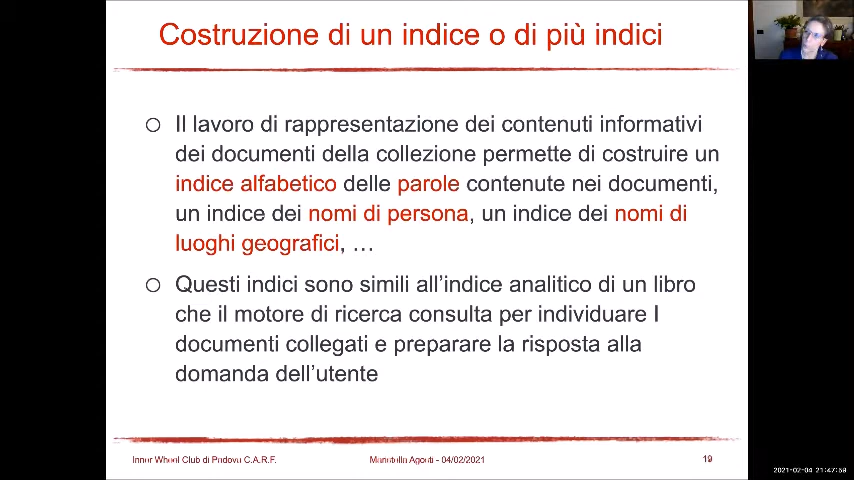 Costruzione di un indice o di più indici
Il lavoro di rappresentazione dei contenuti informativi
dei documenti della collezione permette di costruire un
indice alfabetico delle parole contenute nei documenti,
un indice dei nomi di persona, un indice dei nomi di
luoghi geografici, …
Questi indici sono simili all’indice analitico di un libro
che il motore di ricerca consulta per individuare I
documenti collegati e preparare la risposta alla
domanda dell’utente
Inner Wheel Club di Padova C.A.R.F.
Maristella Agosti - 04/02/2021
19
2021-02-04 21:47:59